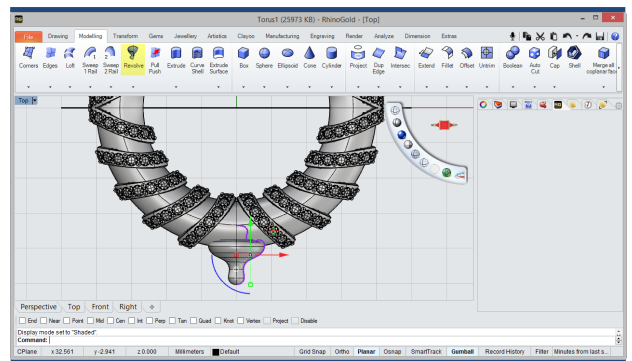 Torus1 (25973 KB) - RhinoGold - [Top]
File Drawing Modelling Transform Gems Jewellery Artistics Clayoo Manufacturing Engraving Render Analyze Dimension Extras
Corners Edges Loft Sweep 1 Rail Sweep 2 Rail Revolve Pull Push Extrude Curve Shell Extrude Surface Box Sphere Ellipsoid Cone Cylinder Project Dup Edge Intersec Extend Fillet Offset Untrim Boolean Auto Cut Cap Shell Merge all coplanar fac
Top
Perspective Top Front Right
End Near Point Mid Cen Int Perp Tan Quad Knot Vertex Project Disable
Display mode set to "Shaded".
Command:
CPlane x 32.561 y -2.941 z 0.000 Millimeters Default Grid Snap Ortho Planar Osnap SmartTrack Gumball Record History Filter Minutes from last s...